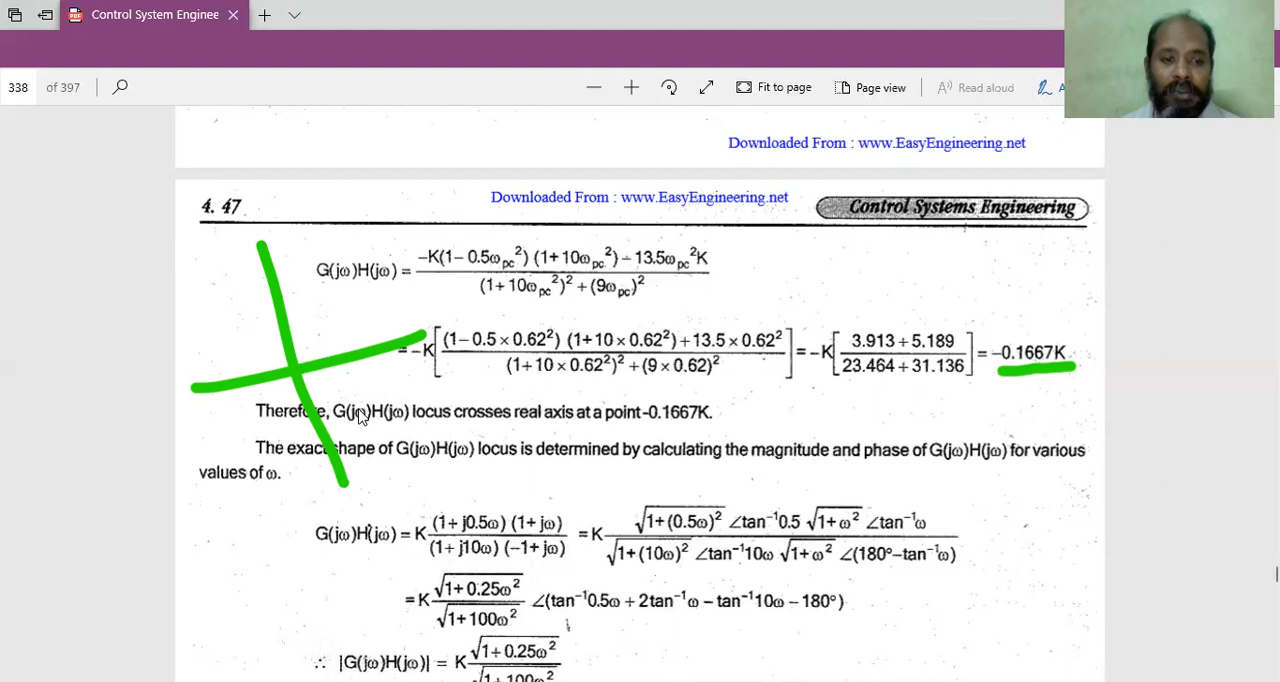 Control System Enginee
338 of 397
Fit to page
Page view
Read aloud
Downloaded From : www.EasyEngineering.net
4. 47
Downloaded From : www.EasyEngineering.net
Control Systems Engineering
G(jω)H(jω) = −K(1− 0.5ωpc²) (1+10ωpc²) − 13.5ωpc²K / (1+10ωpc²)² + (9ωpc)²
= −K[(1−0.5 × 0.62²) (1+10 × 0.62²) + 13.5 × 0.62² / (1+10 × 0.62²)² + (9 × 0.62)²] = −K[3.913 + 5.189 / 23.464 + 31.136] = −0.1667K
Therefore, G(jω)H(jω) locus crosses real axis at a point -0.1667K.
The exact shape of G(jω)H(jω) locus is determined by calculating the magnitude and phase of G(jω)H(jω) for various
values of ω.
G(jω)H(jω) = K (1+ j0.5ω) (1+ jω) / (1+ j10ω) (−1+ jω) = K √1+ (0.5ω)² ∠tan⁻¹0.5 √1+ω² ∠tan⁻¹ω / √1+ (10ω)² ∠tan⁻¹10ω √1+ω² ∠(180°−tan⁻¹ω)
= K √1+0.25ω² / √1+100ω² ∠(tan⁻¹0.5ω + 2tan⁻¹ω − tan⁻¹10ω − 180°)
∴ |G(jω)H(jω)| = K √1+ 0.25ω² / √1+ 100ω²